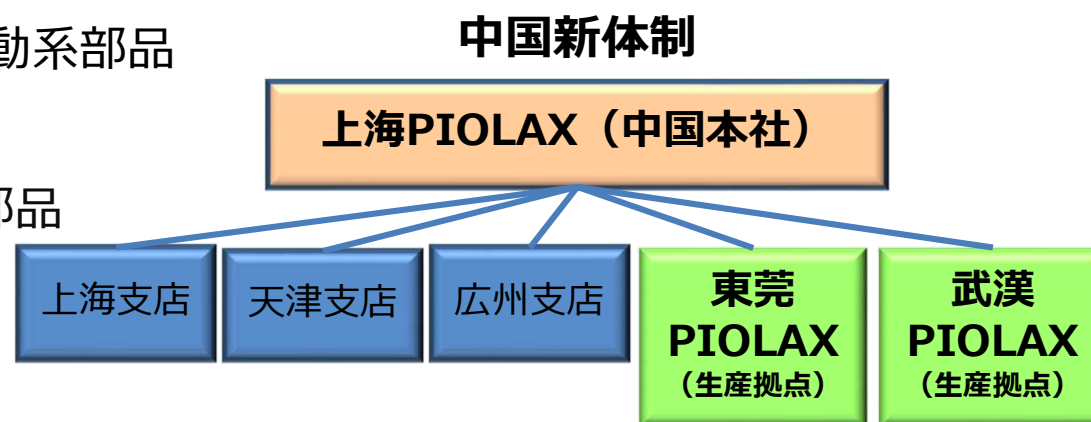 動系部品
中国新体制
上海PIOLAX（中国本社）
部品
上海支店
天津支店
広州支店
東莞
PIOLAX
（生産拠点）
武漢
PIOLAX
（生産拠点）